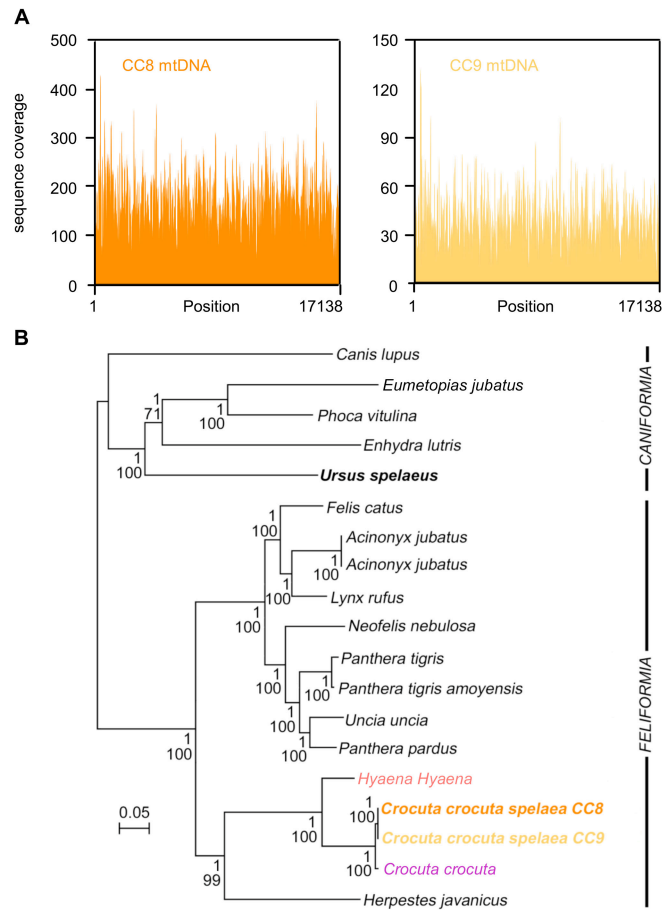 A
500
400
300
200
100
0
sequence coverage
CC8 mtDNA
1 Position 17138
150
120
90
60
30
0
CC9 mtDNA
1 Position 17138
B
Canis lupus
Eumetopias jubatus
1
71
1
100
Phoca vitulina
Enhydra lutris
1
100
Ursus spelaeus
CANIFORMIA
Felis catus
1
100
Acinonyx jubatus
Acinonyx jubatus
1
100
1
100
Lynx rufus
1
100
Neofelis nebulosa
Panthera tigris
1
100
1
100
Panthera tigris amoyensis
1
100
Uncia uncia
1
100
Panthera pardus
1
100
FELIFORMIA
Hyaena Hyaena
0.05
1
100
Crocuta crocuta spelaea CC8
1
100
Crocuta crocuta spelaea CC9
1
100
Crocuta crocuta
1
99
Herpestes javanicus